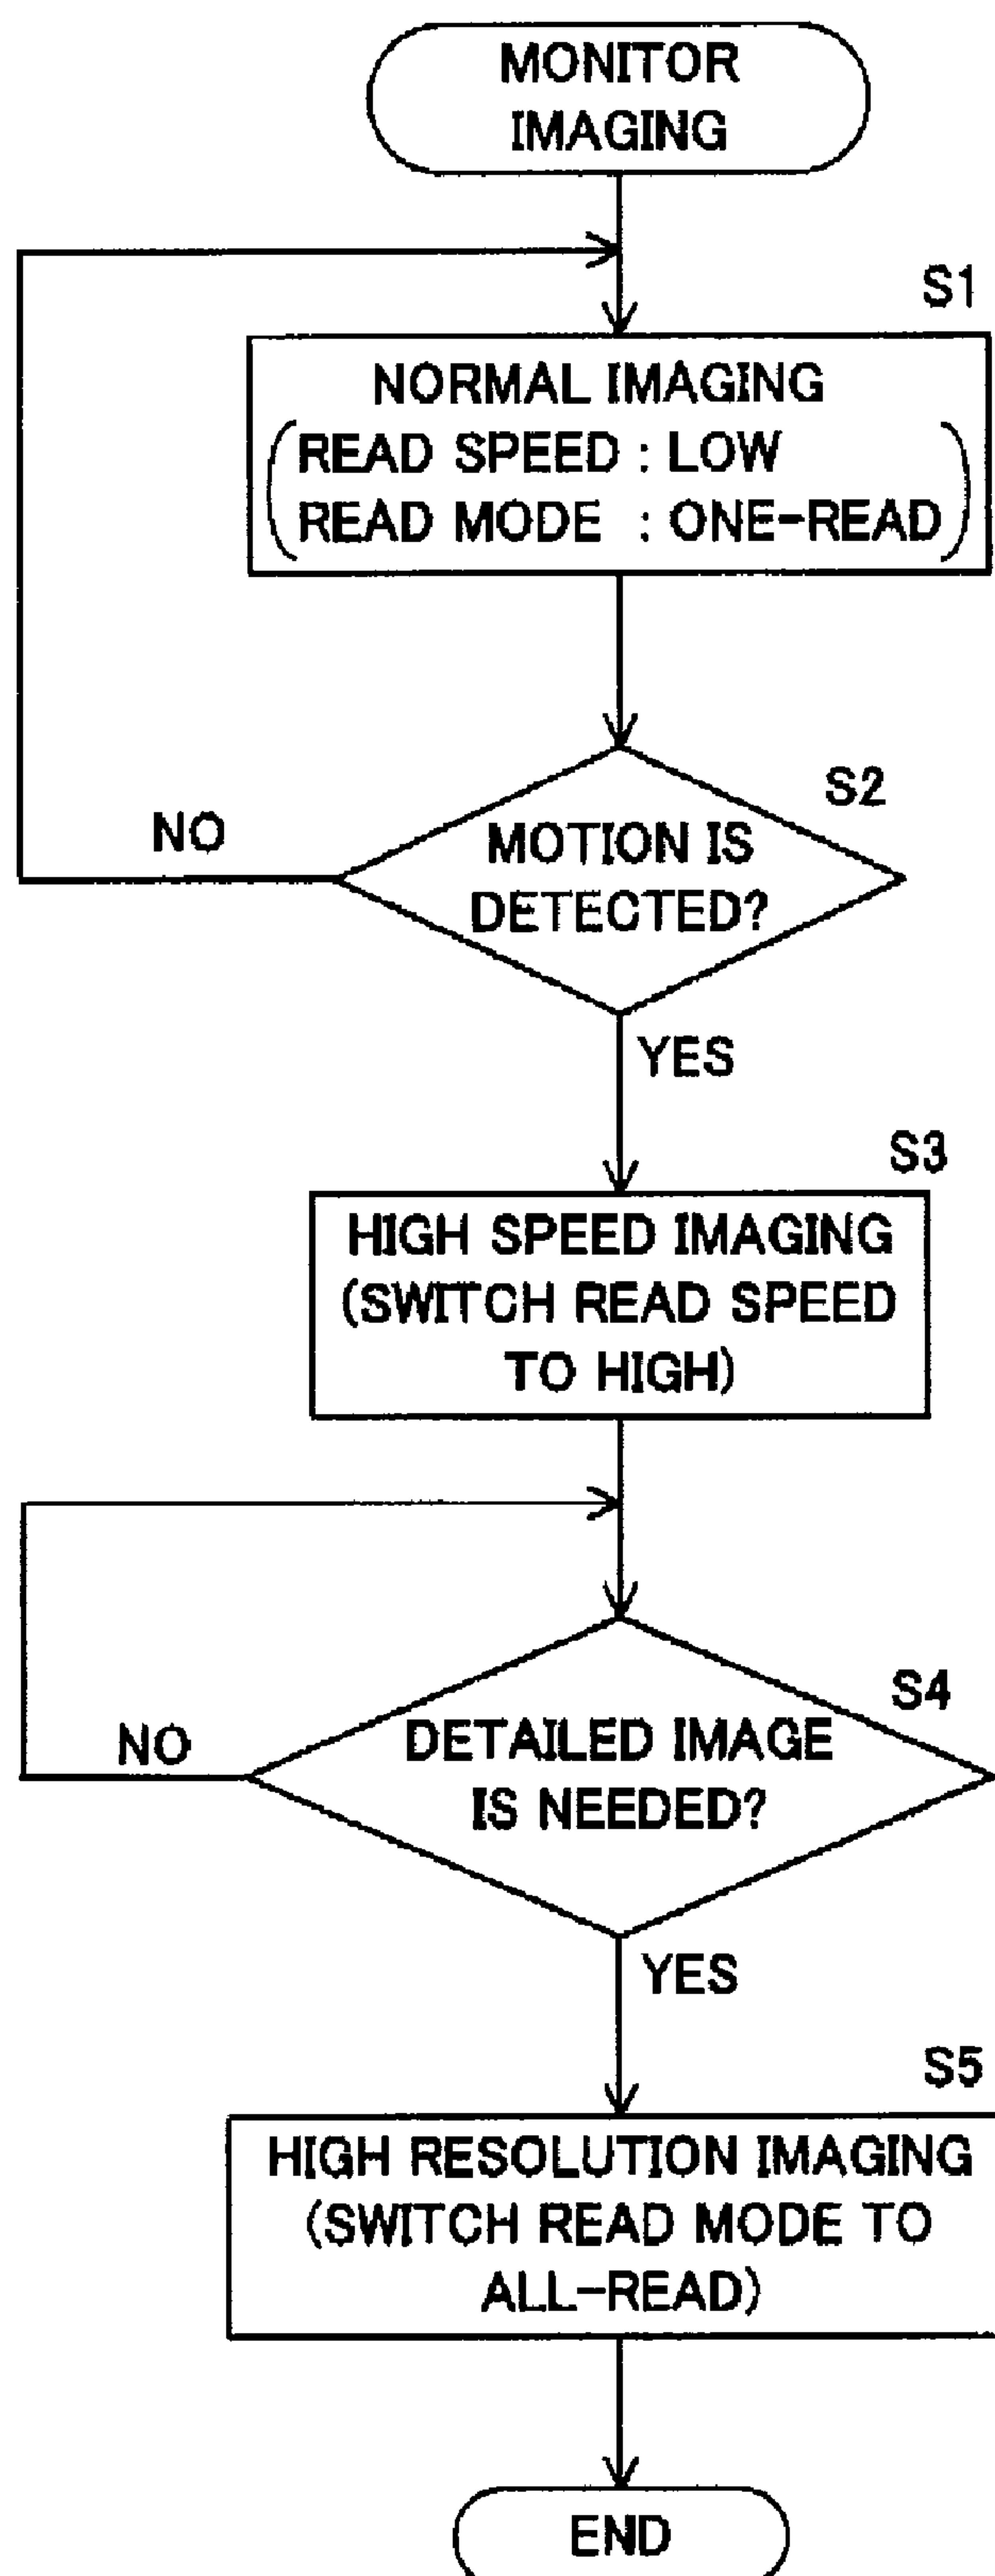 MONITOR
IMAGING
S1
NORMAL IMAGING
(READ SPEED : LOW
READ MODE : ONE-READ)
S2
NO
MOTION IS
DETECTED?
YES
S3
HIGH SPEED IMAGING
(SWITCH READ SPEED
TO HIGH)
S4
NO
DETAILED IMAGE
IS NEEDED?
YES
S5
HIGH RESOLUTION IMAGING
(SWITCH READ MODE TO
ALL-READ)
END